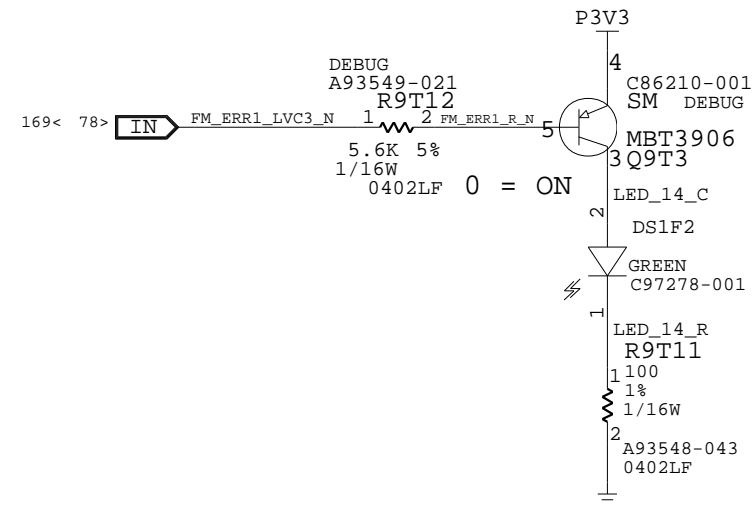 P3V3
4
DEBUG
A93549-021
R9T12
C86210-001
SM DEBUG
169< 78> IN FM_ERR1_LVC3_N 1 2 FM_ERR1_R_N 5
MBT3906
5.6K 5%
1/16W
0402LF 0 = ON
3 Q9T3
LED_14_C
2
DS1F2
GREEN
C97278-001
1
LED_14_R
R9T11
1 100
1%
1/16W
2
A93548-043
0402LF